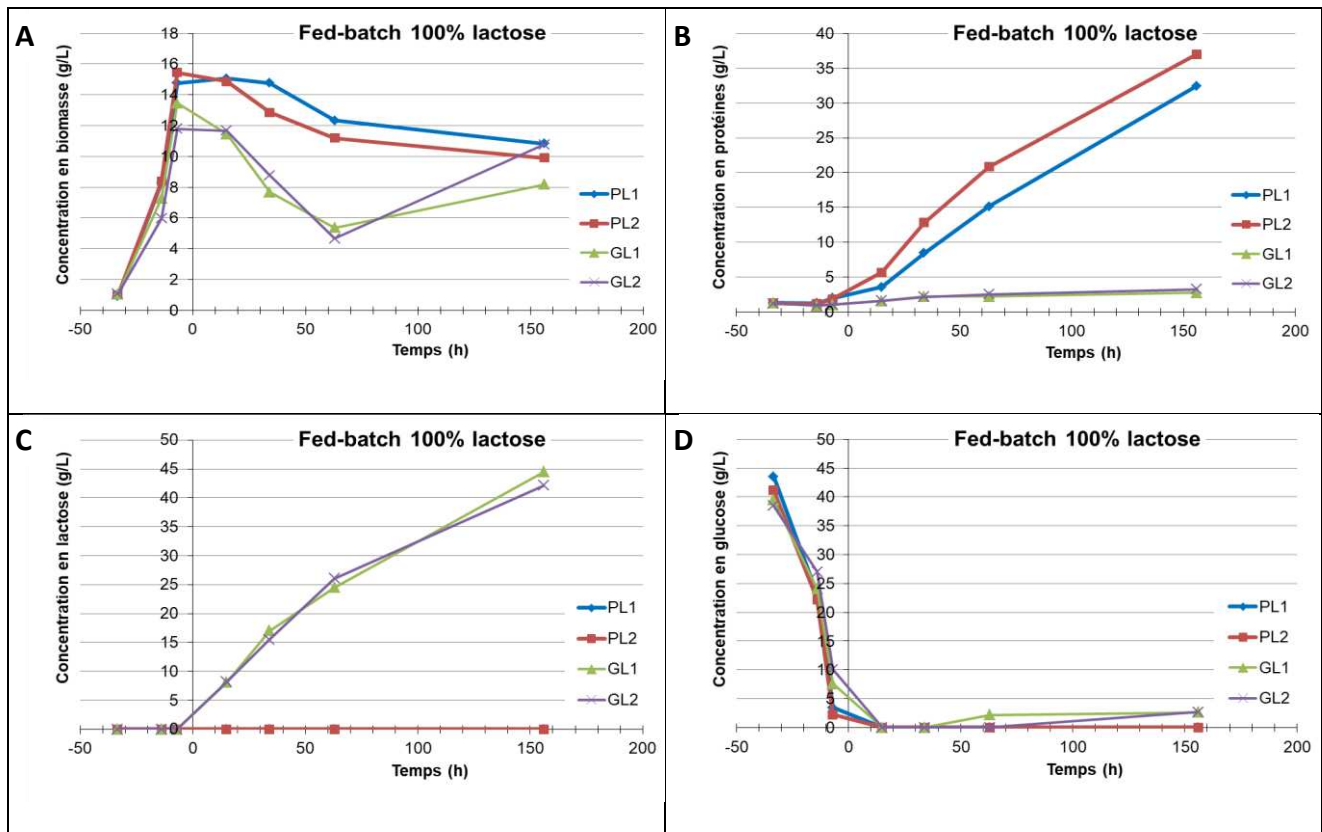 A
Fed-batch 100% lactose
Concentration en biomasse (g/L)
18
16
14
12
10
8
6
4
2
0
-50
0
50
100
150
200
Temps (h)
PL1
PL2
GL1
GL2
B
Fed-batch 100% lactose
Concentration en protéines (g/L)
40
35
30
25
20
15
10
5
0
-50
0
50
100
150
200
Temps (h)
PL1
PL2
GL1
GL2
C
Fed-batch 100% lactose
Concentration en lactose (g/L)
50
45
40
35
30
25
20
15
10
5
0
-50
0
50
100
150
200
Temps (h)
PL1
PL2
GL1
GL2
D
Fed-batch 100% lactose
Concentration en glucose (g/L)
50
45
40
35
30
25
20
15
10
5
0
-50
0
50
100
150
200
Temps (h)
PL1
PL2
GL1
GL2